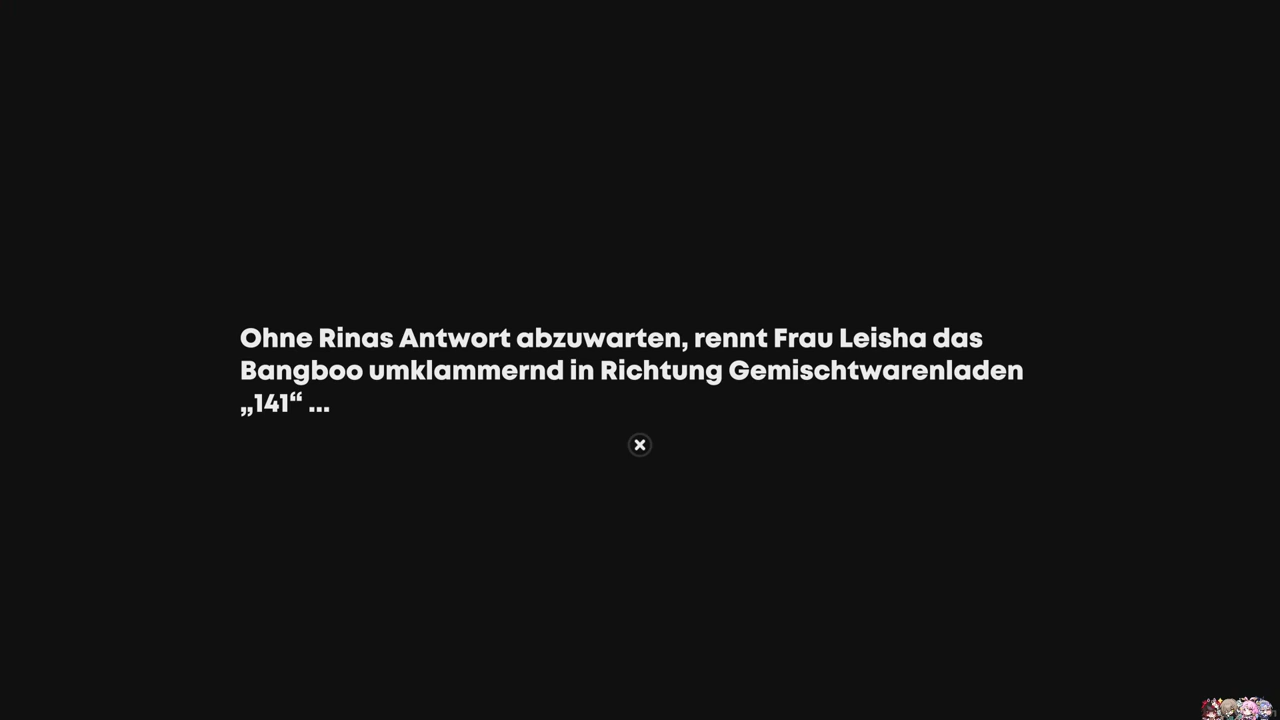 Ohne Rinas Antwort abzuwarten, rennt Frau Leisha das
Bangboo umklammernd in Richtung Gemischtwarenladen
„141“ ...